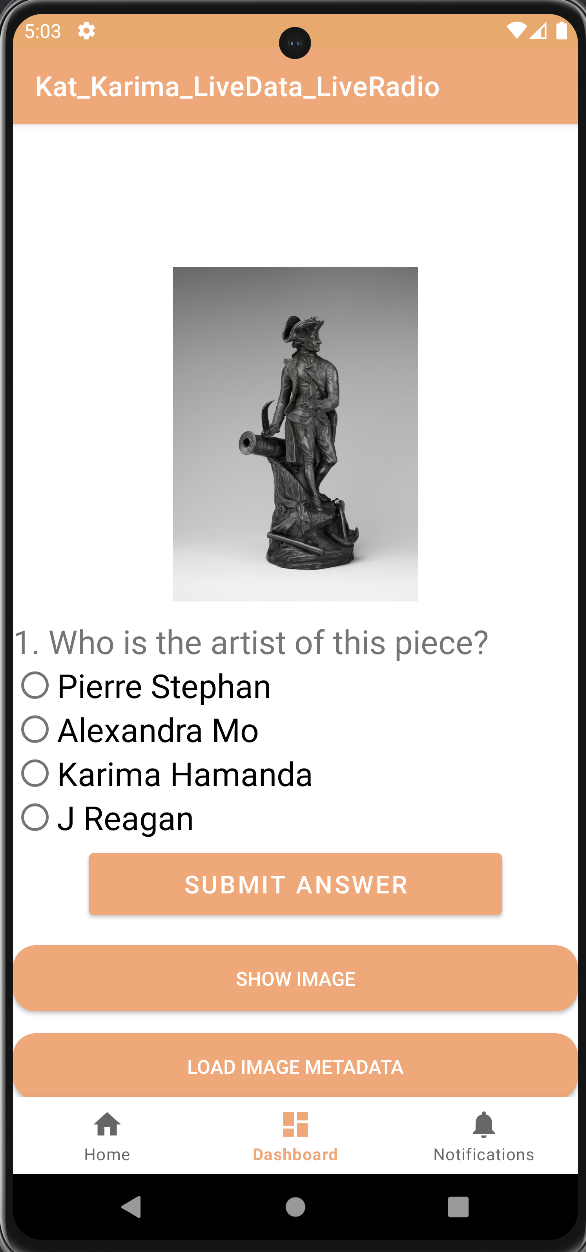 5:03
Kat_Karima_LiveData_LiveRadio
1. Who is the artist of this piece?
Pierre Stephan
Alexandra Mo
Karima Hamanda
J Reagan
SUBMIT ANSWER
SHOW IMAGE
LOAD IMAGE METADATA
Home Dashboard Notifications